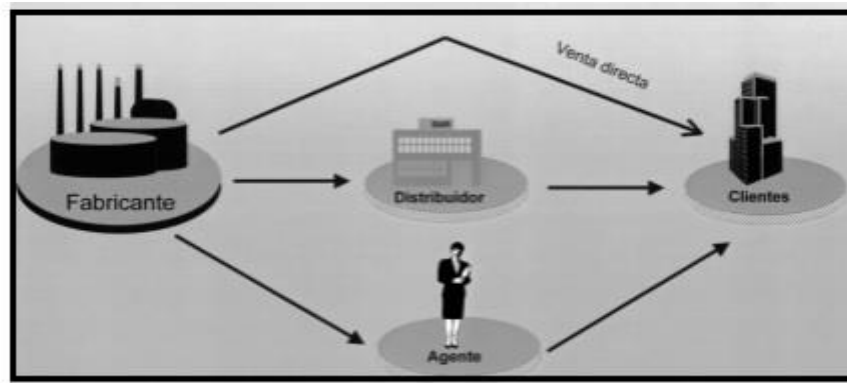 Venta directa
Fabricante
Distribuidor
Clientes
Agente